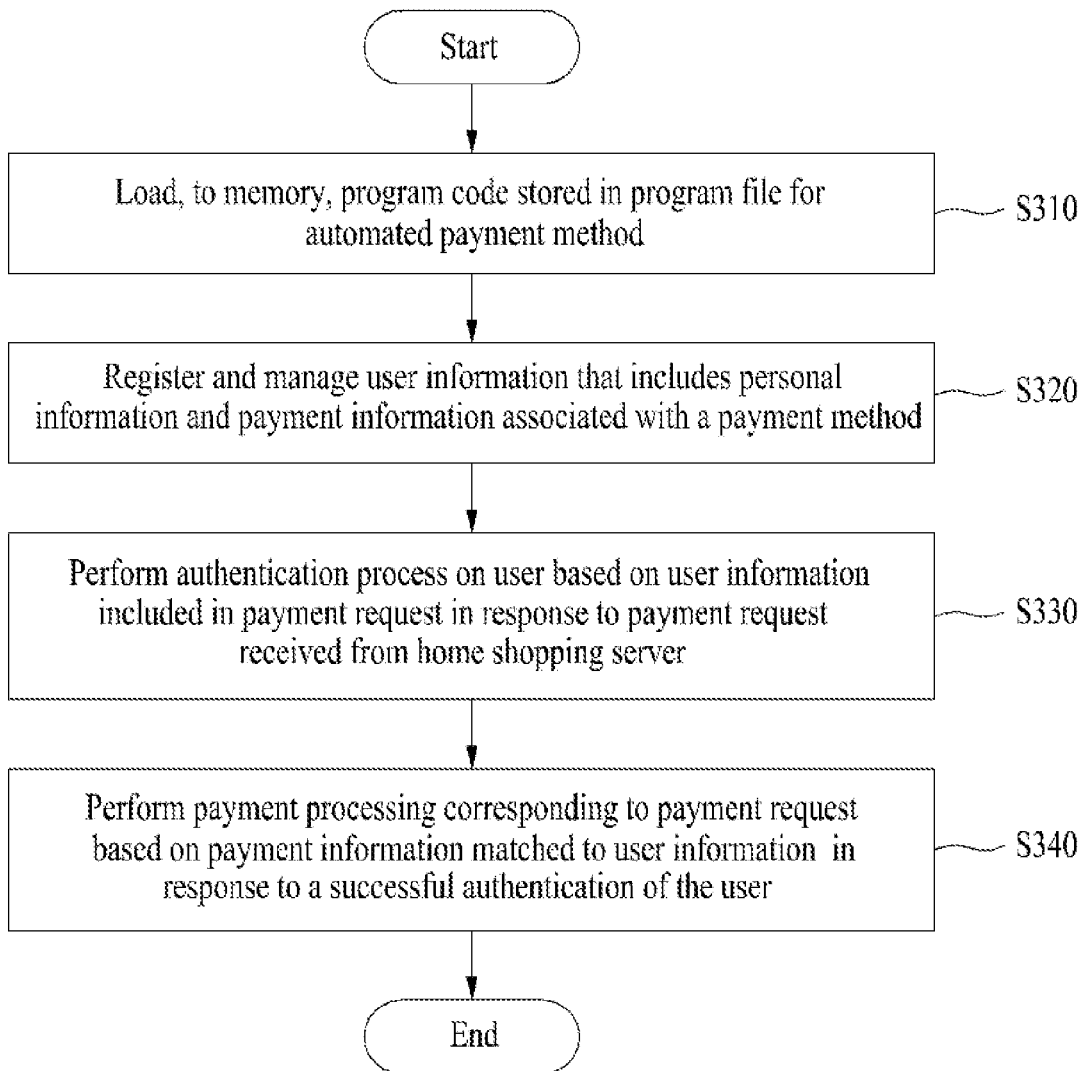 Start
Load, to memory, program code stored in program file for
automated payment method
S310
Register and manage user information that includes personal
information and payment information associated with a payment method
S320
Perform authentication process on user based on user information
included in payment request in response to payment request
received from home shopping server
S330
Perform payment processing corresponding to payment request
based on payment information matched to user information in
response to a successful authentication of the user
S340
End